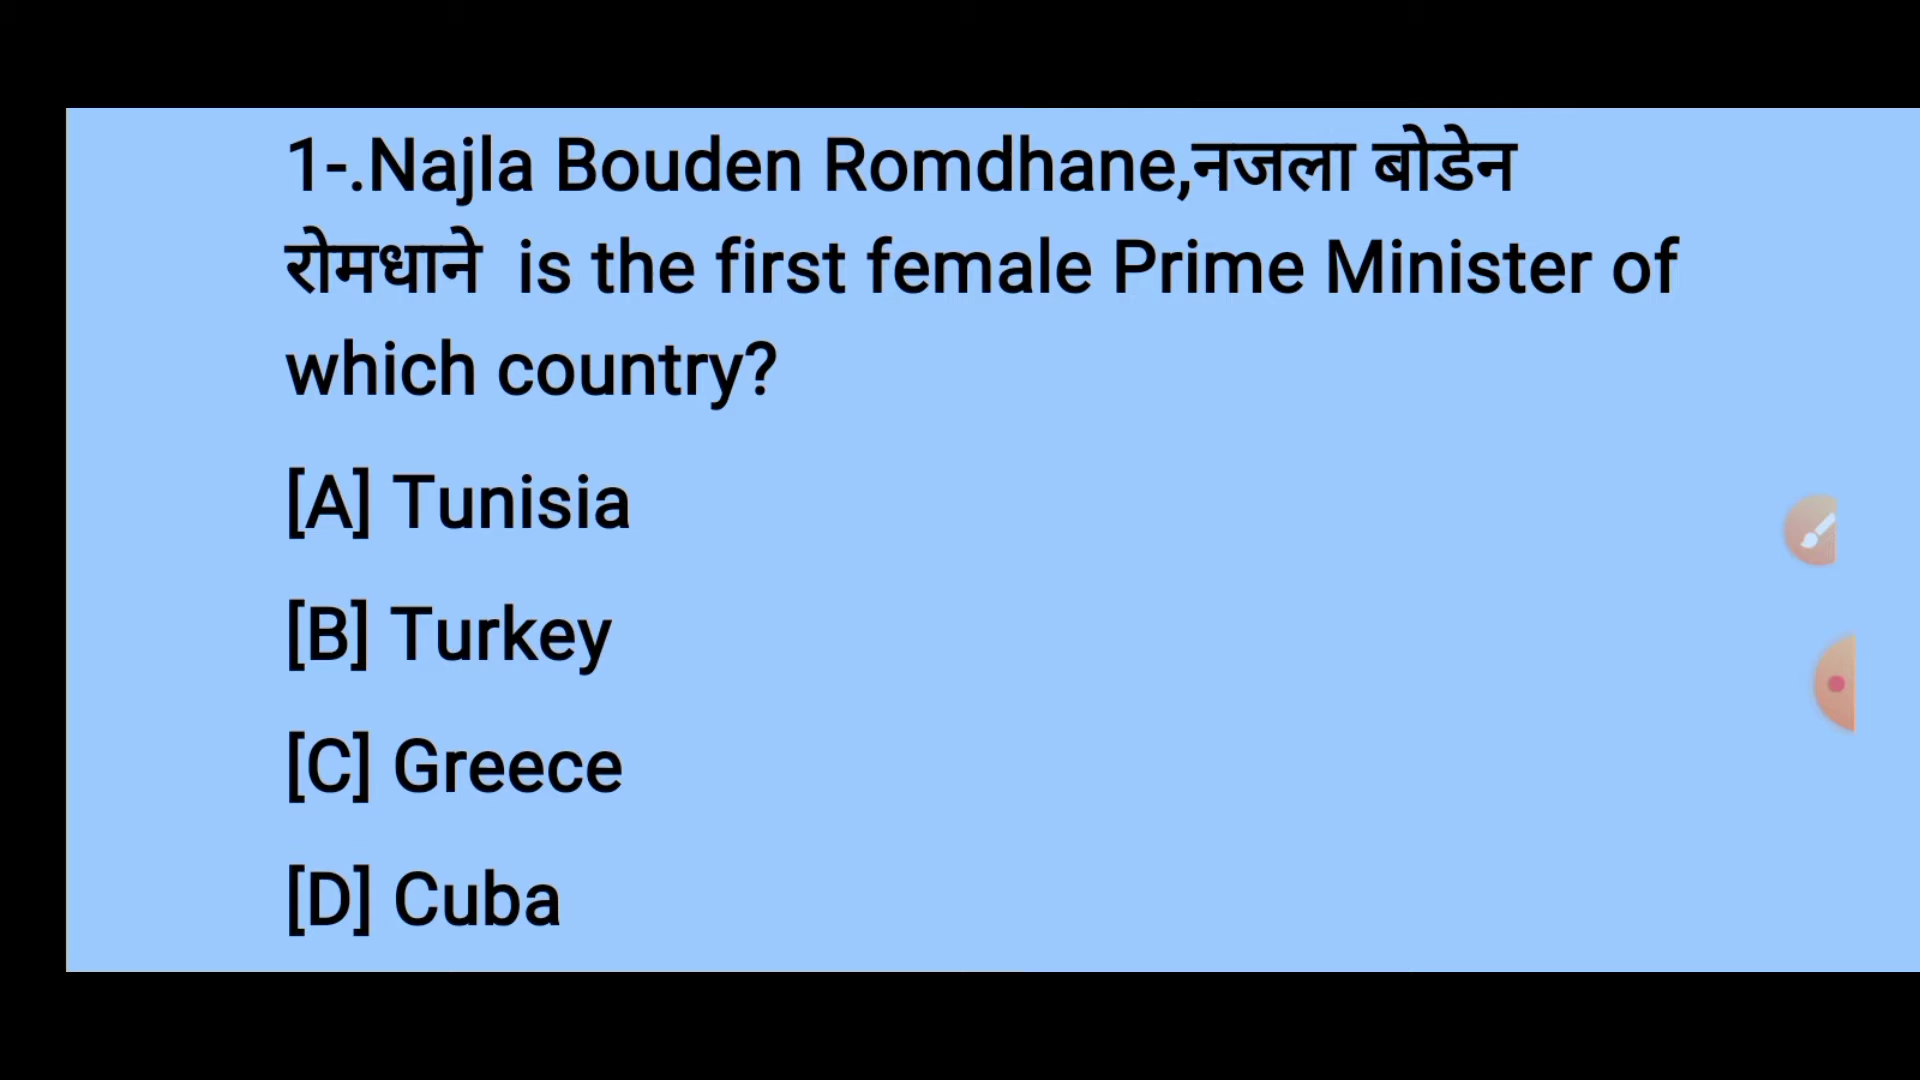 1-.Najla Bouden Romdhane,नजला बोडेन
रोमधाने is the first female Prime Minister of
which country?
[A] Tunisia
[B] Turkey
[C] Greece
[D] Cuba